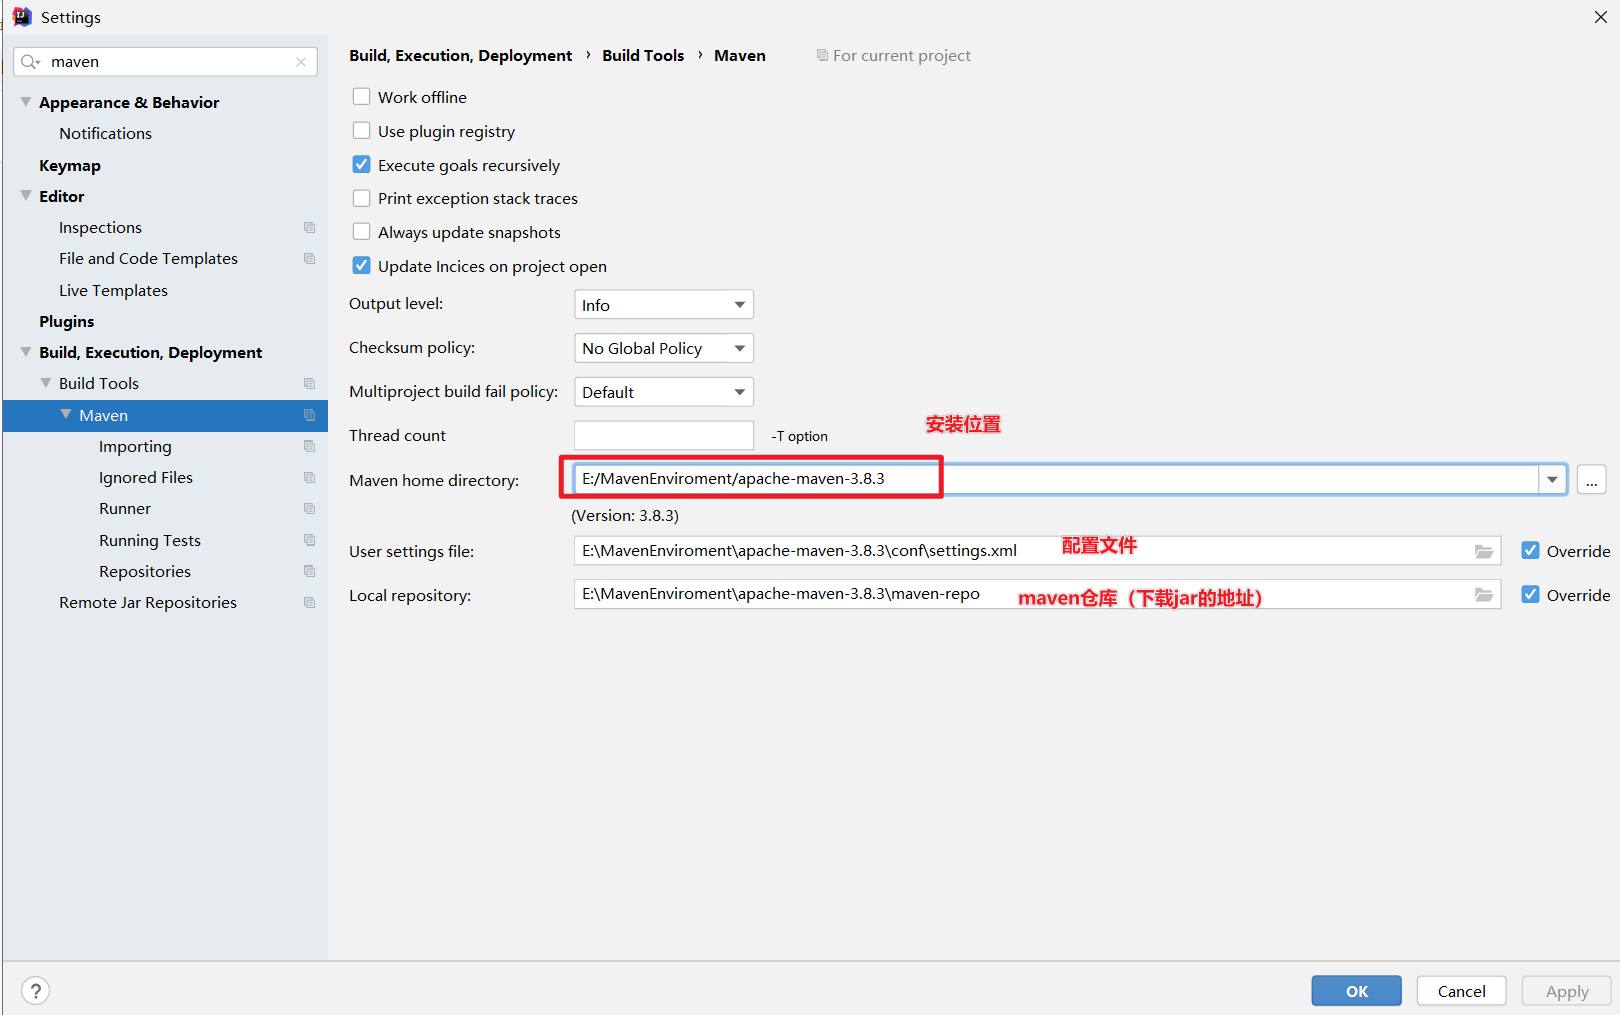 Settings
maven
Appearance & Behavior
Notifications
Keymap
Editor
Inspections
File and Code Templates
Live Templates
Plugins
Build, Execution, Deployment
Build Tools
Maven
Importing
Ignored Files
Runner
Running Tests
Repositories
Remote Jar Repositories
Build, Execution, Deployment › Build Tools › Maven For current project
Work offline
Use plugin registry
Execute goals recursively
Print exception stack traces
Always update snapshots
Update Incices on project open
Output level: Info
Checksum policy: No Global Policy
Multiproject build fail policy: Default
Thread count -T option
安装位置
Maven home directory: E:/MavenEnviroment/apache-maven-3.8.3 ...
(Version: 3.8.3)
User settings file: E:\MavenEnviroment\apache-maven-3.8.3\conf\settings.xml 配置文件 Override
Local repository: E:\MavenEnviroment\apache-maven-3.8.3\maven-repo maven仓库（下载jar的地址） Override
? OK Cancel Apply